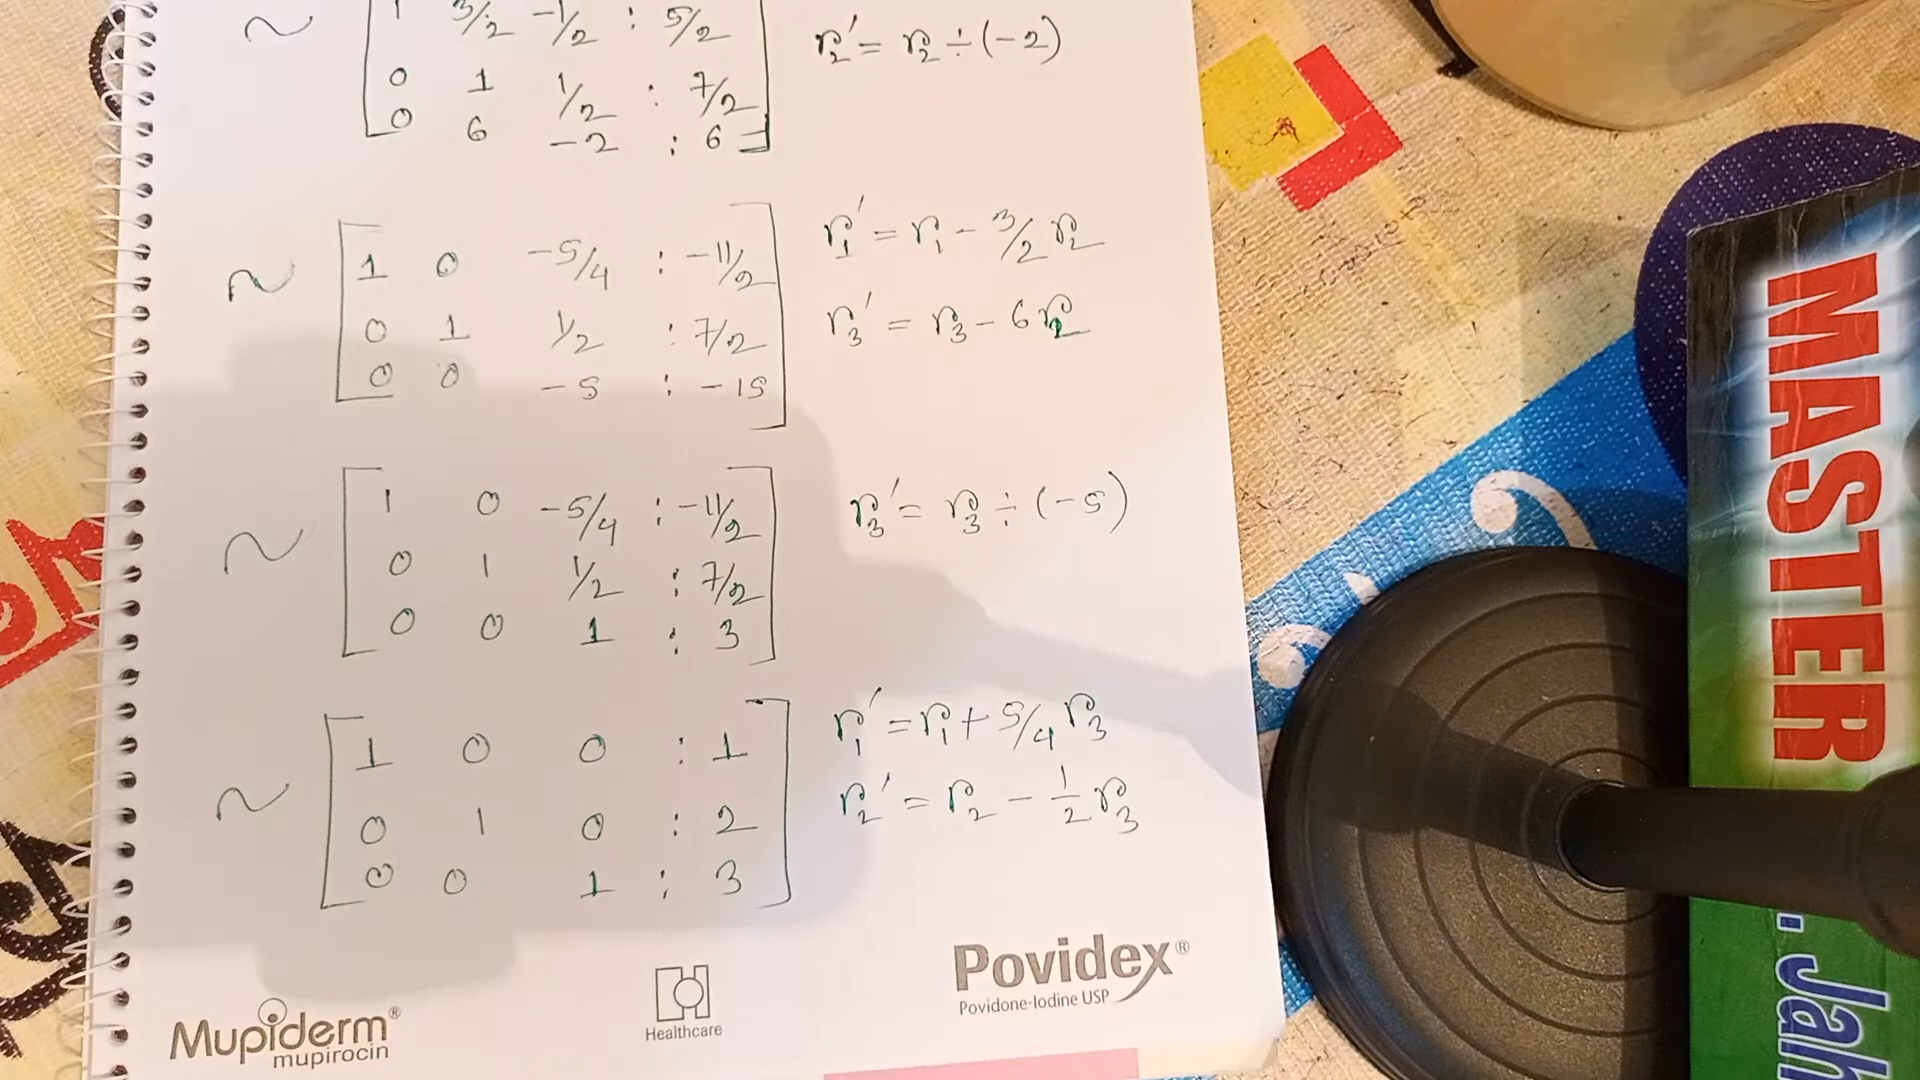 ~ 1 3/2 -1/2 : 5/2 r2' = r2 ÷ (-2)
0 1 1/2 : 7/2
0 6 -2 : 6
~ 1 0 -5/4 : -11/2 r1' = r1 - 3/2 r2
0 1 1/2 : 7/2 r3' = r3 - 6r2
0 0 -5 : -15
~ 1 0 -5/4 : -11/2 r3' = r3 ÷ (-5)
0 1 1/2 : 7/2
0 0 1 : 3
~ 1 0 0 : 1 r1' = r1 + 5/4 r3
0 1 0 : 2 r2' = r2 - 1/2 r3
0 0 1 : 3
Mupiderm®
mupirocin
Healthcare
Povidex®
Povidone-Iodine USP
MASTER